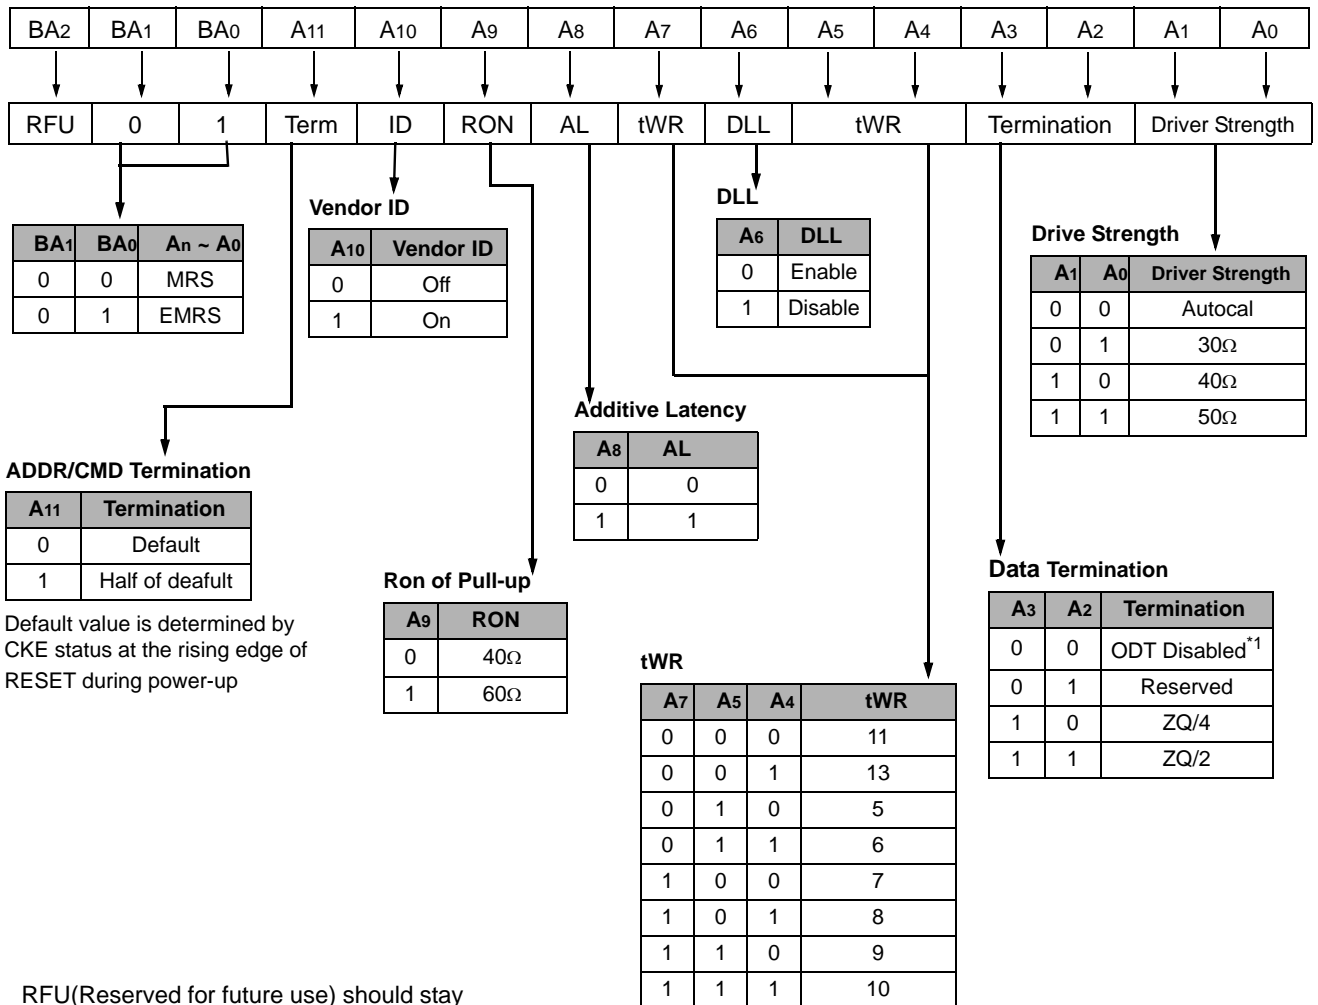 BA2 BA1 BA0 A11 A10 A9 A8 A7 A6 A5 A4 A3 A2 A1 A0
RFU 0 1 Term ID RON AL tWR DLL tWR Termination Driver Strength
BA1 BA0 An ~ A0
0 0 MRS
0 1 EMRS
Vendor ID
A10 Vendor ID
0 Off
1 On
DLL
A6 DLL
0 Enable
1 Disable
Drive Strength
A1 A0 Driver Strength
0 0 Autocal
0 1 30Ω
1 0 40Ω
1 1 50Ω
ADDR/CMD Termination
A11 Termination
0 Default
1 Half of deafult
Default value is determined by
CKE status at the rising edge of
RESET during power-up
Additive Latency
A8 AL
0 0
1 1
Ron of Pull-up
A9 RON
0 40Ω
1 60Ω
tWR
A7 A5 A4 tWR
0 0 0 11
0 0 1 13
0 1 0 5
0 1 1 6
1 0 0 7
1 0 1 8
1 1 0 9
1 1 1 10
Data Termination
A3 A2 Termination
0 0 ODT Disabled*1
0 1 Reserved
1 0 ZQ/4
1 1 ZQ/2
RFU(Reserved for future use) should stay